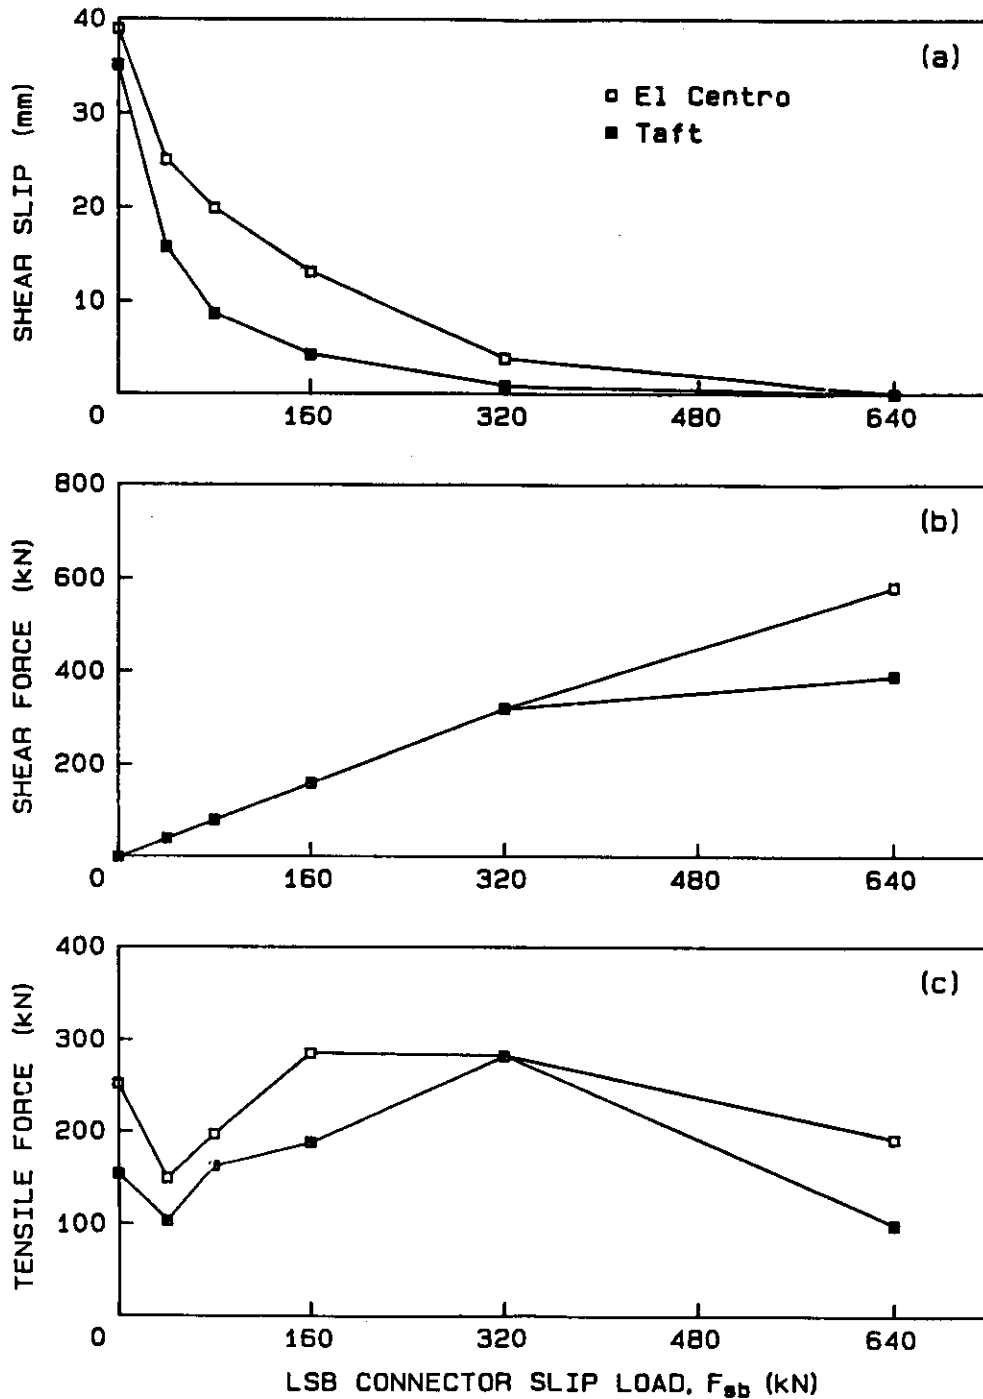 (a)
□ El Centro
■ Taft
SHEAR SLIP (mm)
40
30
20
10
0 160 320 480 640
(b)
SHEAR FORCE (kN)
800
600
400
200
0 160 320 480 640
(c)
TENSILE FORCE (kN)
400
300
200
100
0 160 320 480 640
LSB CONNECTOR SLIP LOAD, Fsb (kN)